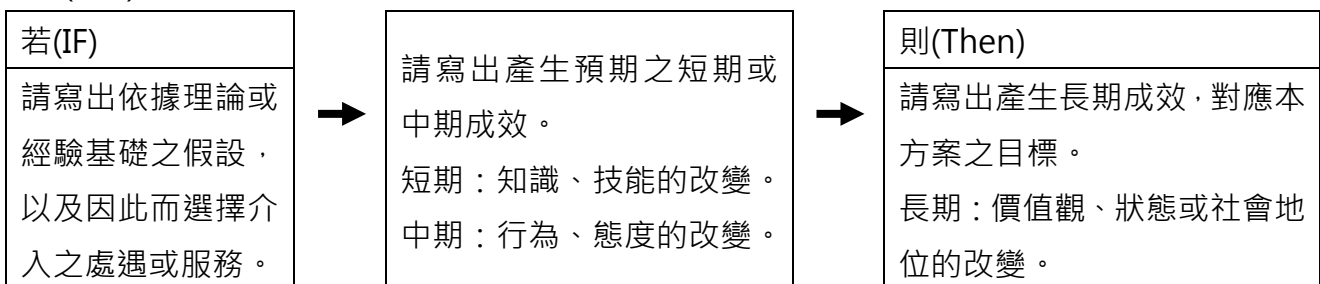 若(IF)
請寫出依據理論或
經驗基礎之假設，
以及因此而選擇介
入之處遇或服務。
請寫出產生預期之短期或
中期成效。
短期：知識、技能的改變。
中期：行為、態度的改變。
則(Then)
請寫出產生長期成效，對應本
方案之目標。
長期：價值觀、狀態或社會地
位的改變。